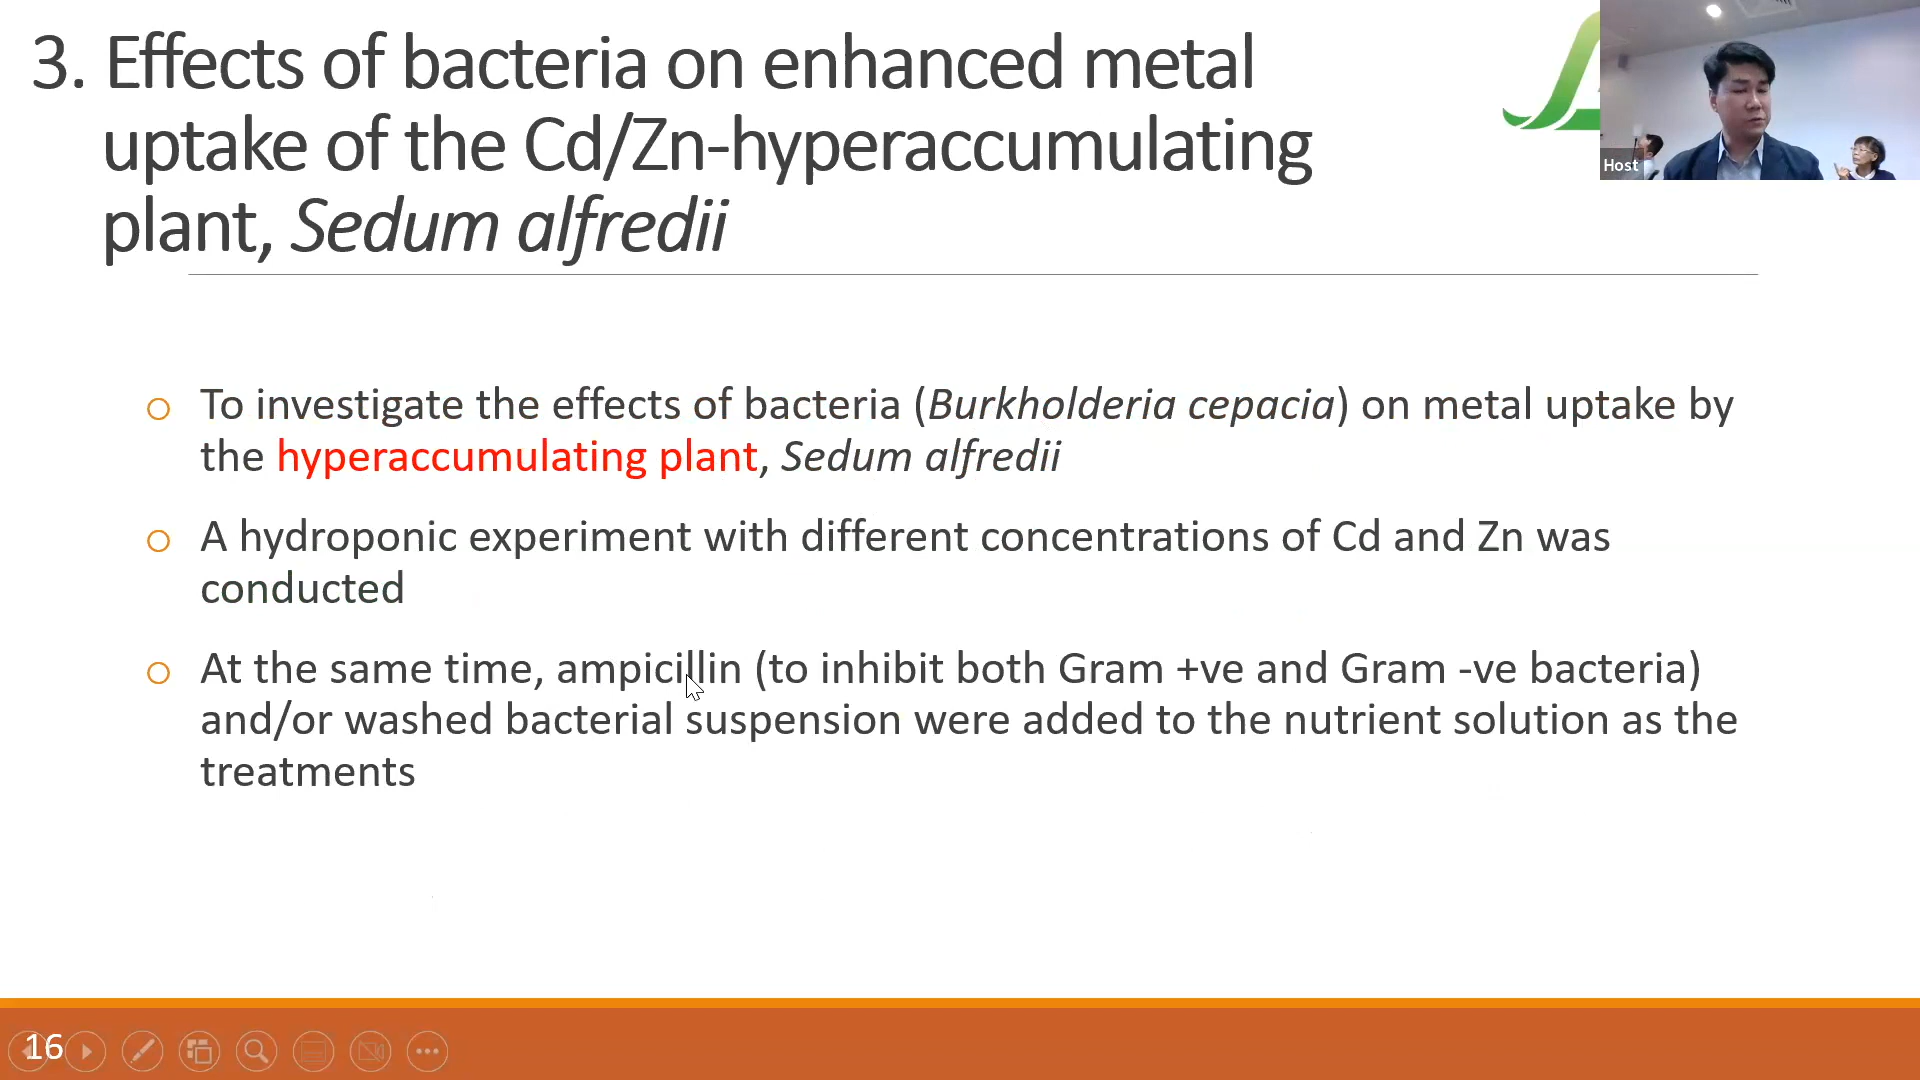 3. Effects of bacteria on enhanced metal
uptake of the Cd/Zn-hyperaccumulating
plant, Sedum alfredii
Host
To investigate the effects of bacteria (Burkholderia cepacia) on metal uptake by
the hyperaccumulating plant, Sedum alfredii
A hydroponic experiment with different concentrations of Cd and Zn was
conducted
At the same time, ampicillin (to inhibit both Gram +ve and Gram -ve bacteria)
and/or washed bacterial suspension were added to the nutrient solution as the
treatments
16